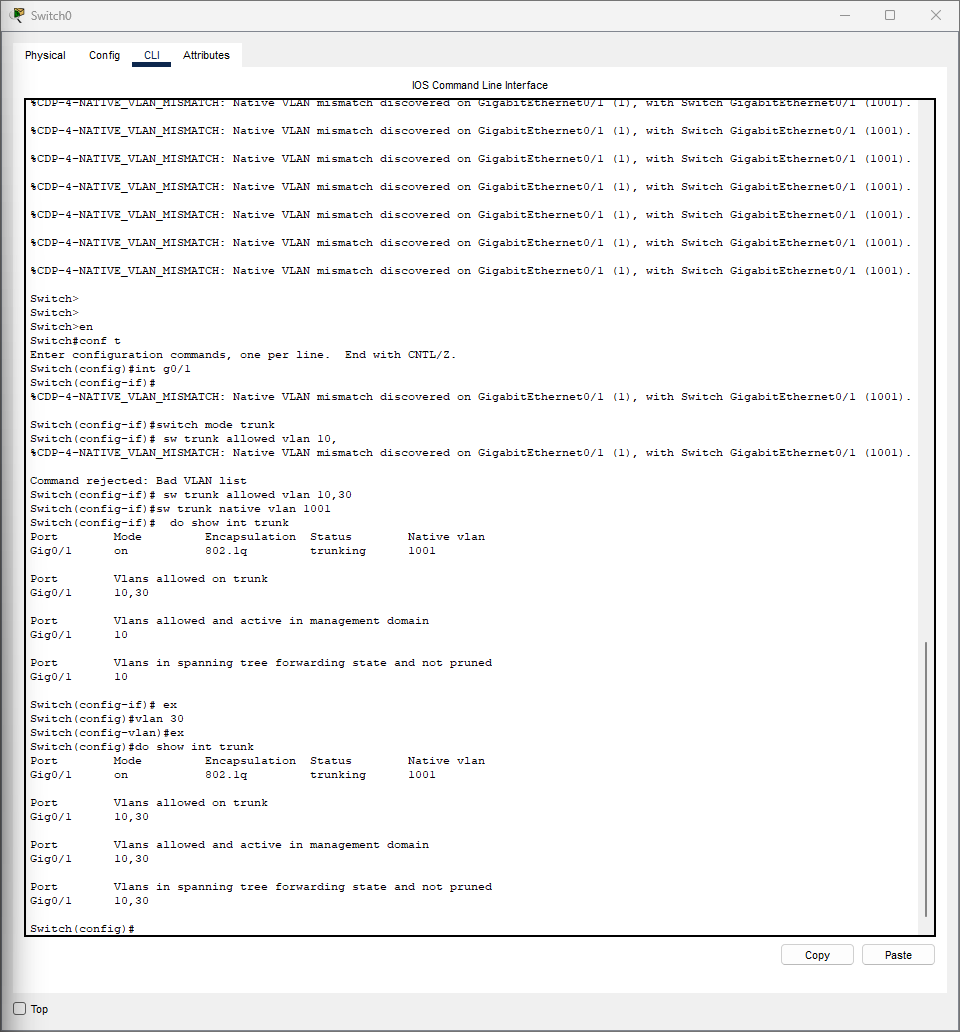 Switch0
Physical Config CLI Attributes
IOS Command Line Interface
%CDP-4-NATIVE_VLAN_MISMATCH: Native VLAN mismatch discovered on GigabitEthernet0/1 (1), with Switch GigabitEthernet0/1 (1001).
%CDP-4-NATIVE_VLAN_MISMATCH: Native VLAN mismatch discovered on GigabitEthernet0/1 (1), with Switch GigabitEthernet0/1 (1001).
%CDP-4-NATIVE_VLAN_MISMATCH: Native VLAN mismatch discovered on GigabitEthernet0/1 (1), with Switch GigabitEthernet0/1 (1001).
%CDP-4-NATIVE_VLAN_MISMATCH: Native VLAN mismatch discovered on GigabitEthernet0/1 (1), with Switch GigabitEthernet0/1 (1001).
%CDP-4-NATIVE_VLAN_MISMATCH: Native VLAN mismatch discovered on GigabitEthernet0/1 (1), with Switch GigabitEthernet0/1 (1001).
%CDP-4-NATIVE_VLAN_MISMATCH: Native VLAN mismatch discovered on GigabitEthernet0/1 (1), with Switch GigabitEthernet0/1 (1001).
%CDP-4-NATIVE_VLAN_MISMATCH: Native VLAN mismatch discovered on GigabitEthernet0/1 (1), with Switch GigabitEthernet0/1 (1001).
Switch>
Switch>
Switch>en
Switch#conf t
Enter configuration commands, one per line.  End with CNTL/Z.
Switch(config)#int g0/1
Switch(config-if)#
%CDP-4-NATIVE_VLAN_MISMATCH: Native VLAN mismatch discovered on GigabitEthernet0/1 (1), with Switch GigabitEthernet0/1 (1001).
Switch(config-if)#switch mode trunk
Switch(config-if)# sw trunk allowed vlan 10,
%CDP-4-NATIVE_VLAN_MISMATCH: Native VLAN mismatch discovered on GigabitEthernet0/1 (1), with Switch GigabitEthernet0/1 (1001).
Command rejected: Bad VLAN list
Switch(config-if)# sw trunk allowed vlan 10,30
Switch(config-if)#sw trunk native vlan 1001
Switch(config-if)#  do show int trunk
Port        Mode         Encapsulation  Status      Native vlan
Gig0/1      on           802.1q         trunking    1001
Port        Vlans allowed on trunk
Gig0/1      10,30
Port        Vlans allowed and active in management domain
Gig0/1      10
Port        Vlans in spanning tree forwarding state and not pruned
Gig0/1      10
Switch(config-if)# ex
Switch(config)#vlan 30
Switch(config-vlan)#ex
Switch(config)#do show int trunk
Port        Mode         Encapsulation  Status      Native vlan
Gig0/1      on           802.1q         trunking    1001
Port        Vlans allowed on trunk
Gig0/1      10,30
Port        Vlans allowed and active in management domain
Gig0/1      10,30
Port        Vlans in spanning tree forwarding state and not pruned
Gig0/1      10,30
Switch(config)#
Copy Paste
Top